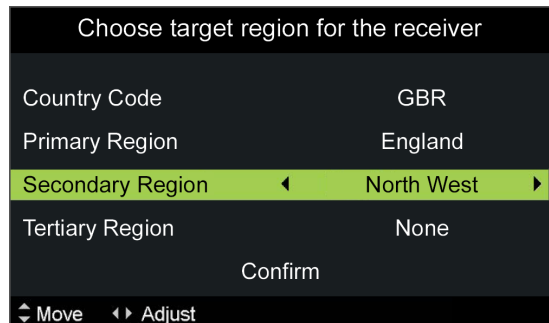 Choose target region for the receiver
Country Code GBR
Primary Region England
Secondary Region North West
Tertiary Region None
Confirm
Move Adjust